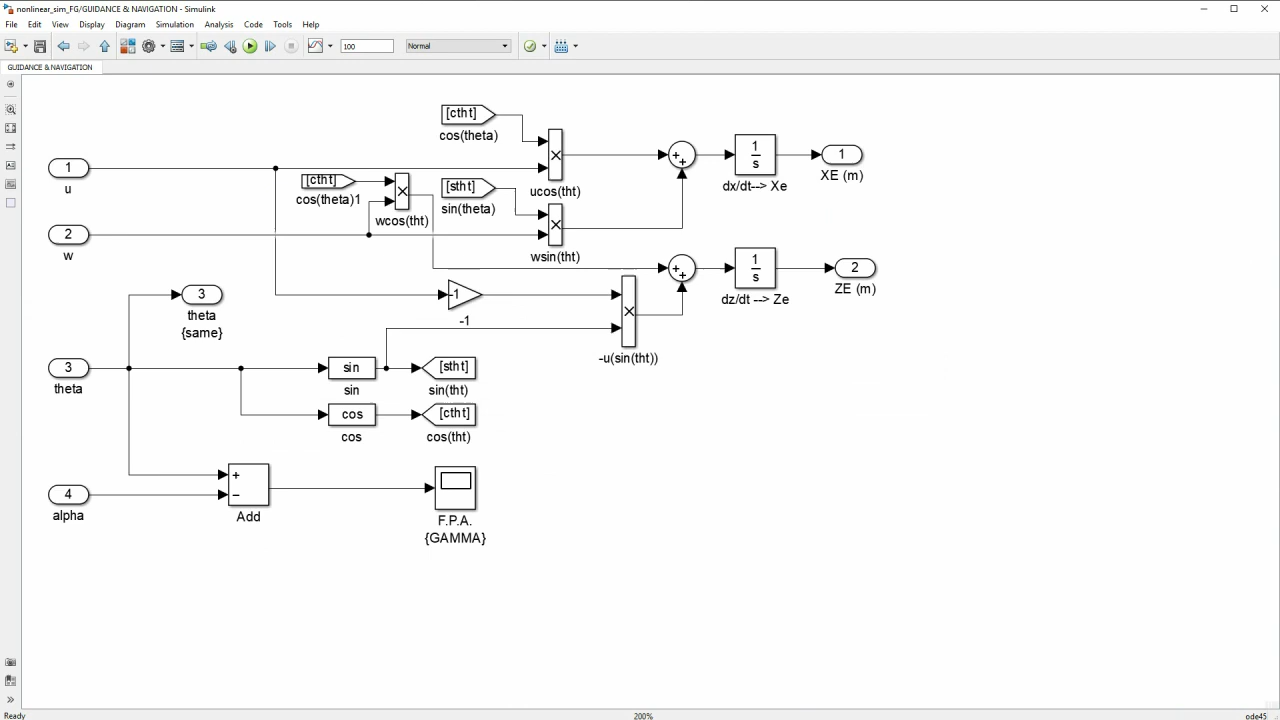 nonlinear_sim_FG/GUIDANCE & NAVIGATION - Simulink
File Edit View Display Diagram Simulation Analysis Code Tools Help
100 Normal
GUIDANCE & NAVIGATION
[ctht]
cos(theta)
1
u
[ctht]
cos(theta)1
×
wcos(tht)
[stht]
sin(theta)
×
ucos(tht)
×
wsin(tht)
+
+
1
s
dx/dt--> Xe
1
XE (m)
2
w
+
+
1
s
dz/dt --> Ze
2
ZE (m)
3
theta
{same}
-1
-1
×
-u(sin(tht))
3
theta
sin
sin
[stht]
sin(tht)
cos
cos
[ctht]
cos(tht)
4
alpha
+
−
Add
F.P.A.
{GAMMA}
Ready 200% ode45